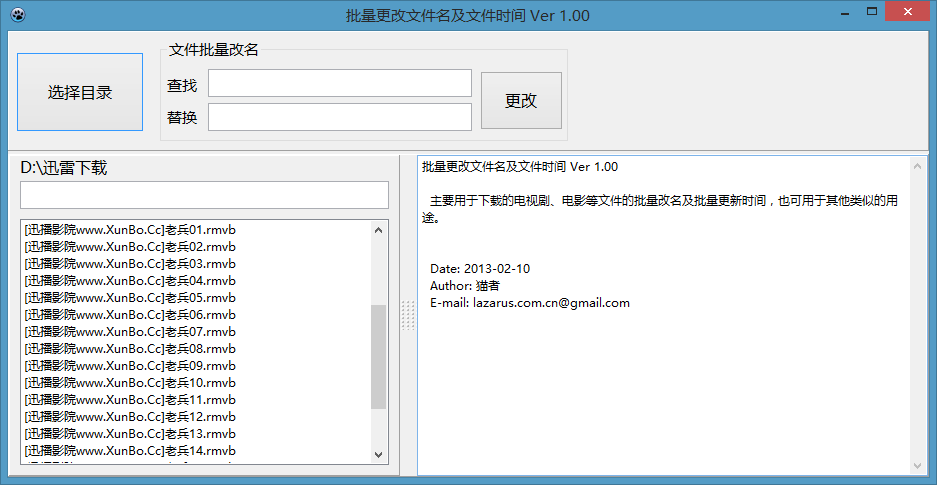 批量更改文件名及文件时间 Ver 1.00
选择目录
文件批量改名
查找
替换
更改
D:\迅雷下载
[迅播影院www.XunBo.Cc]老兵01.rmvb
[迅播影院www.XunBo.Cc]老兵02.rmvb
[迅播影院www.XunBo.Cc]老兵03.rmvb
[迅播影院www.XunBo.Cc]老兵04.rmvb
[迅播影院www.XunBo.Cc]老兵05.rmvb
[迅播影院www.XunBo.Cc]老兵06.rmvb
[迅播影院www.XunBo.Cc]老兵07.rmvb
[迅播影院www.XunBo.Cc]老兵08.rmvb
[迅播影院www.XunBo.Cc]老兵09.rmvb
[迅播影院www.XunBo.Cc]老兵10.rmvb
[迅播影院www.XunBo.Cc]老兵11.rmvb
[迅播影院www.XunBo.Cc]老兵12.rmvb
[迅播影院www.XunBo.Cc]老兵13.rmvb
[迅播影院www.XunBo.Cc]老兵14.rmvb
批量更改文件名及文件时间 Ver 1.00
主要用于下载的电视剧、电影等文件的批量改名及批量更新时间，也可用于其他类似的用
途。
Date: 2013-02-10
Author: 猫者
E-mail: lazarus.com.cn@gmail.com